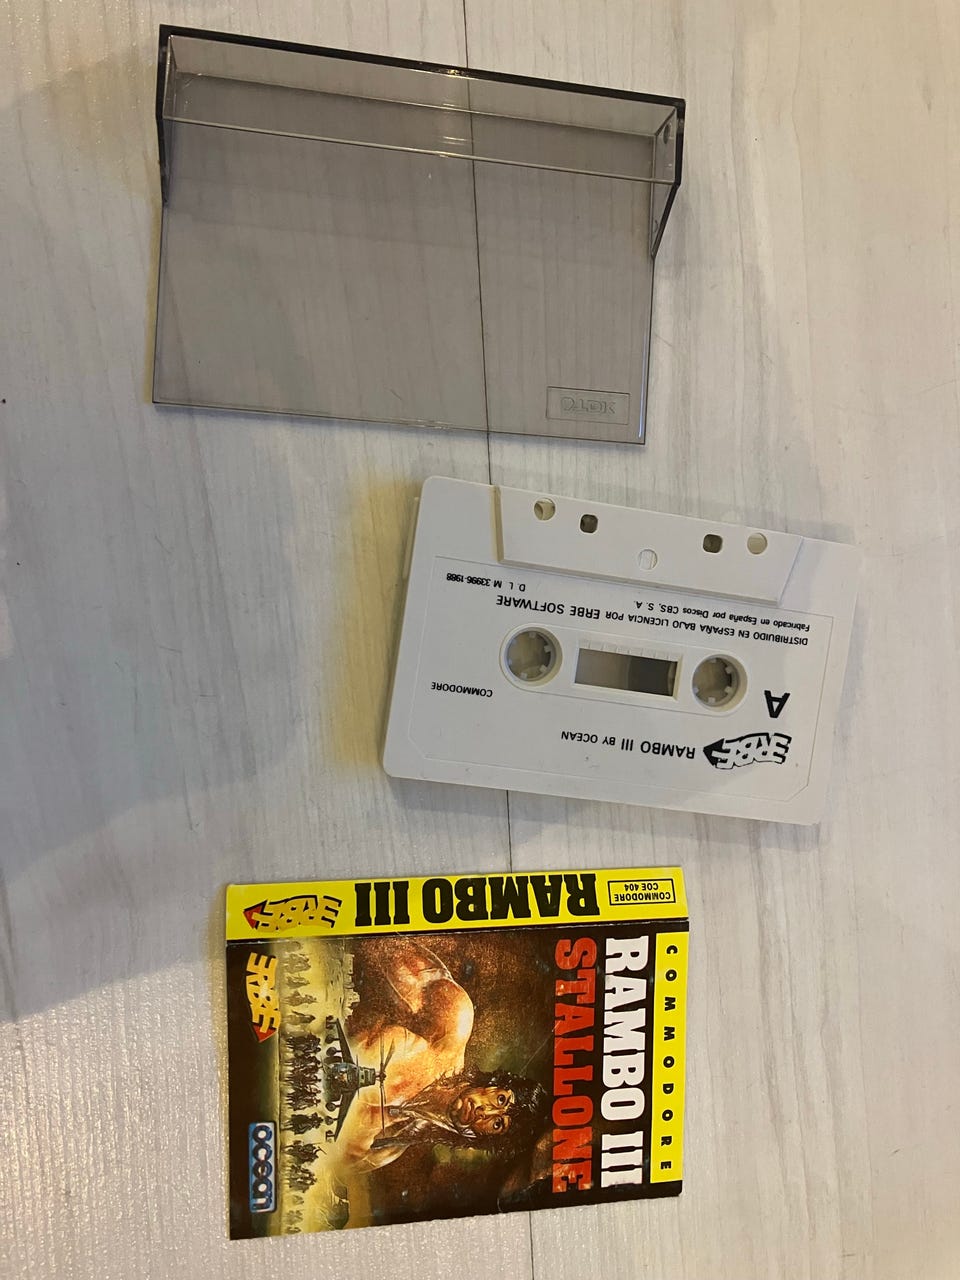 TDK
RAMBO III BY OCEAN
ERBE
A
COMMODORE
DISTRIBUIDO EN ESPAÑA BAJO LICENCIA POR ERBE SOFTWARE
Fabricado en España por Discos CBS, S. A.
D. L. M 33996-1988
COMMODORE
COE 404
RAMBO III
ERBE
COMMODORE
RAMBO III
STALLONE
ERBE
ocean